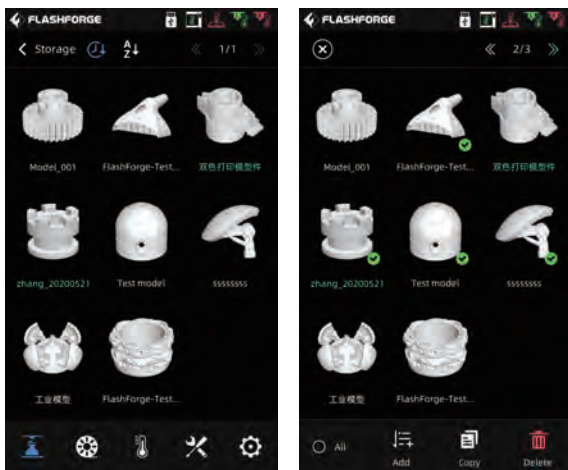 FLASHFORGE
Storage
A
Z
1/1
Model_001
FlashForge-Test...
双色打印模型件
zhang_20200521
Test model
ssssssss
工业模型
FlashForge-Test...
FLASHFORGE
2/3
Model_001
FlashForge-Test...
双色打印模型件
zhang_20200521
Test model
ssssssss
工业模型
FlashForge-Test...
All
Add
Copy
Delete